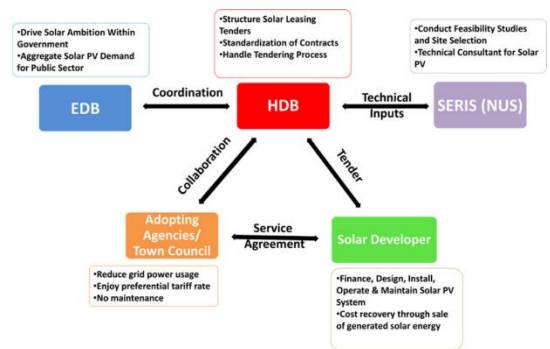 •Drive Solar Ambition Within
Government
•Aggregate Solar PV Demand
for Public Sector
•Structure Solar Leasing
Tenders
•Standardization of Contracts
•Handle Tendering Process
•Conduct Feasibility Studies
and Site Selection
•Technical Consultant for Solar
PV
EDB
Coordination
HDB
Technical
Inputs
SERIS (NUS)
Collaboration
Tender
Adopting
Agencies/
Town Council
Service
Agreement
Solar Developer
•Reduce grid power usage
•Enjoy preferential tariff rate
•No maintenance
•Finance, Design, Install,
Operate & Maintain Solar PV
System
•Cost recovery through sale
of generated solar energy